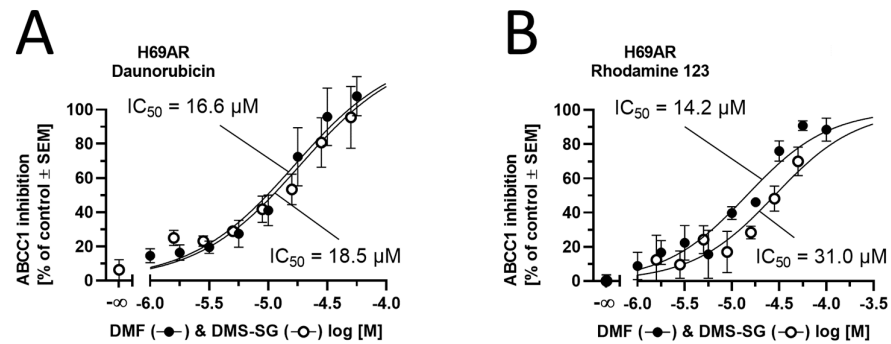 A
H69AR
Daunorubicin
ABCC1 inhibition
[% of control ± SEM]
100
80
60
40
20
0
IC50 = 16.6 µM
IC50 = 18.5 µM
-∞ -6.0 -5.5 -5.0 -4.5 -4.0
DMF (-●-) & DMS-SG (-○-) log [M]
B
H69AR
Rhodamine 123
ABCC1 inhibition
[% of control ± SEM]
100
80
60
40
20
0
IC50 = 14.2 µM
IC50 = 31.0 µM
-∞ -6.0 -5.5 -5.0 -4.5 -4.0 -3.5
DMF (-●-) & DMS-SG (-○-) log [M]